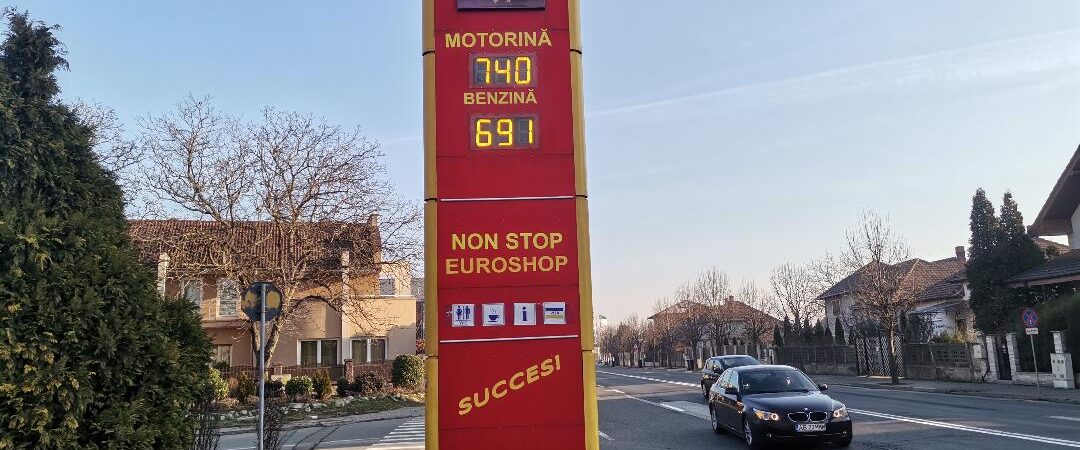 MOTORINĂ
740
BENZINĂ
691
NON STOP
EUROSHOP
i
SUCCES!